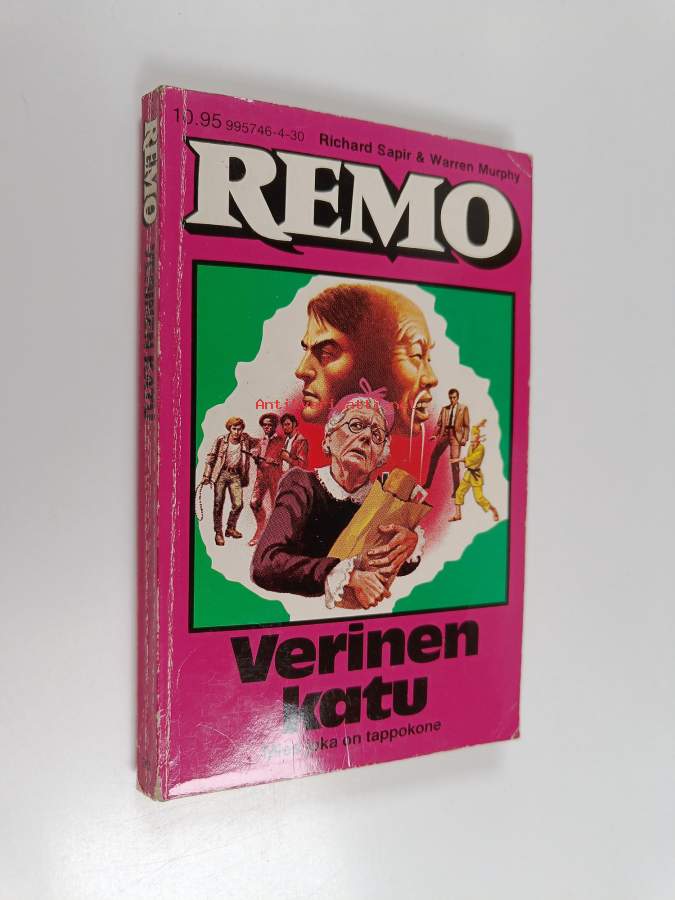 10.95 995746-4-30 Richard Sapir & Warren Murphy
REMO
Verinen
katu
on tappokone
REMO
VERINEN KATU